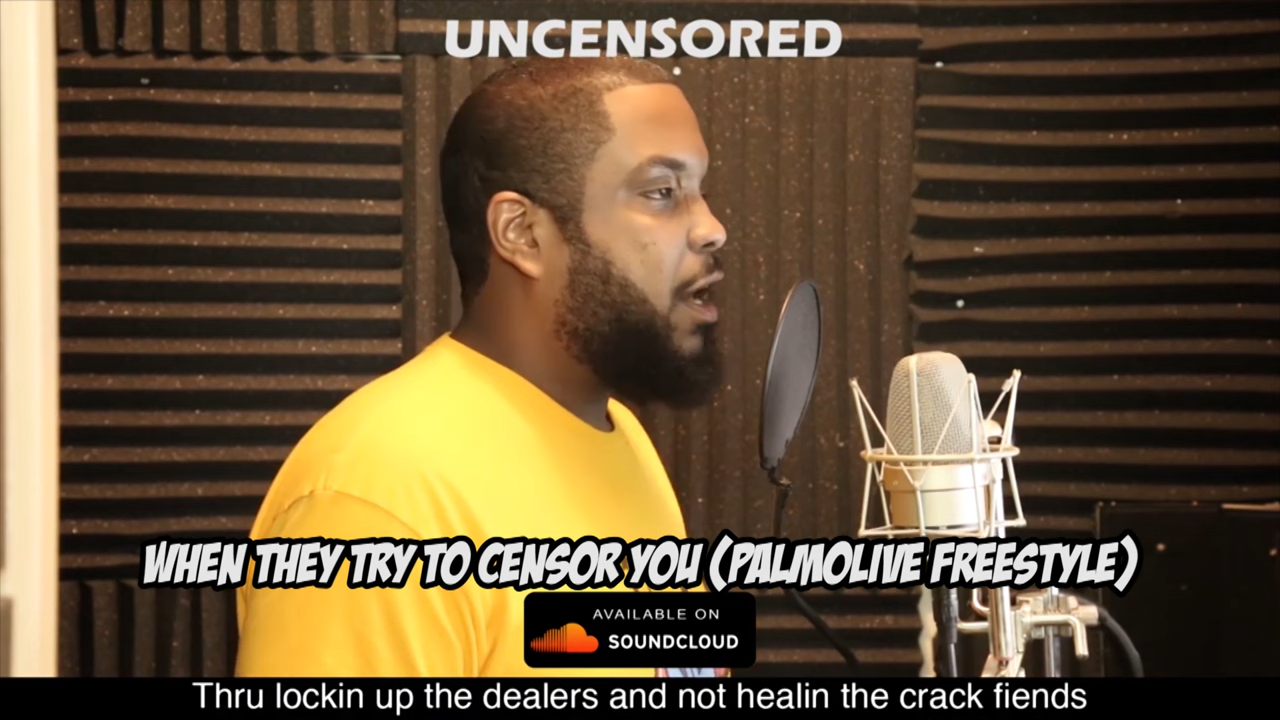 UNCENSORED
WHEN THEY TRY TO CENSOR YOU (PALMOLIVE FREESTYLE)
AVAILABLE ON
SOUNDCLOUD
Thru lockin up the dealers and not healin the crack fiends